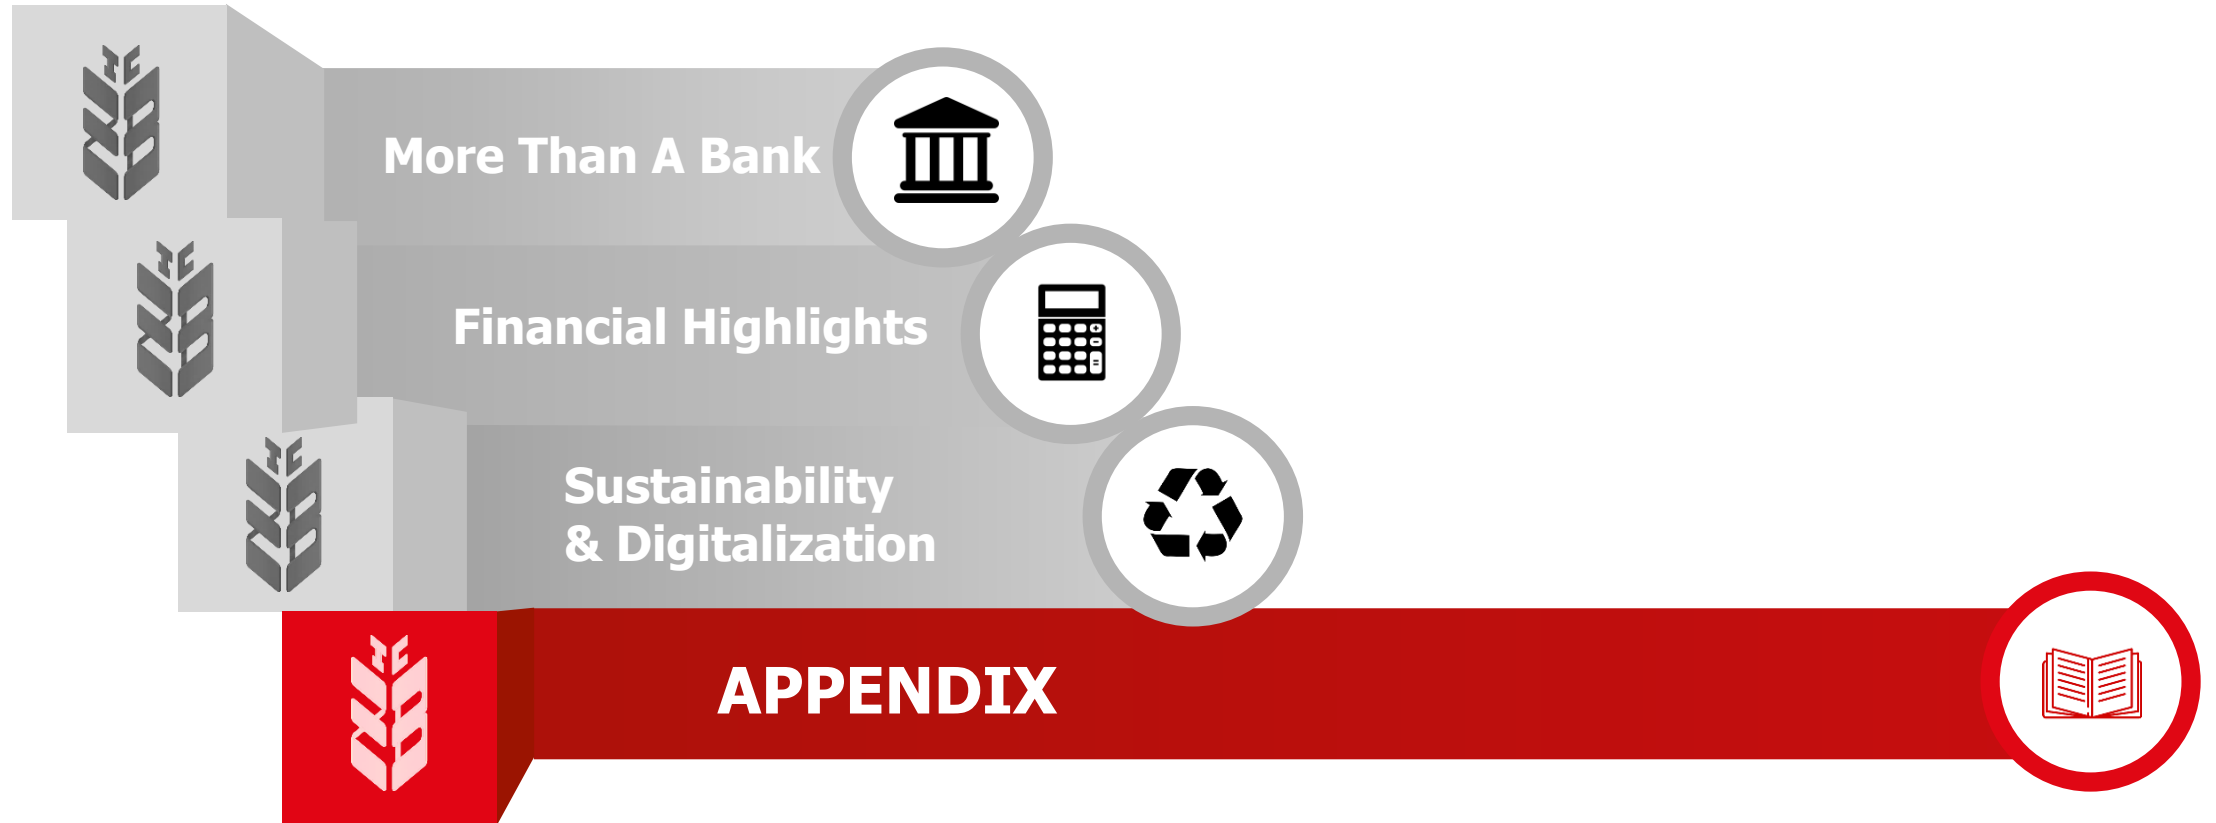 More Than A Bank
Financial Highlights
Sustainability
& Digitalization
APPENDIX